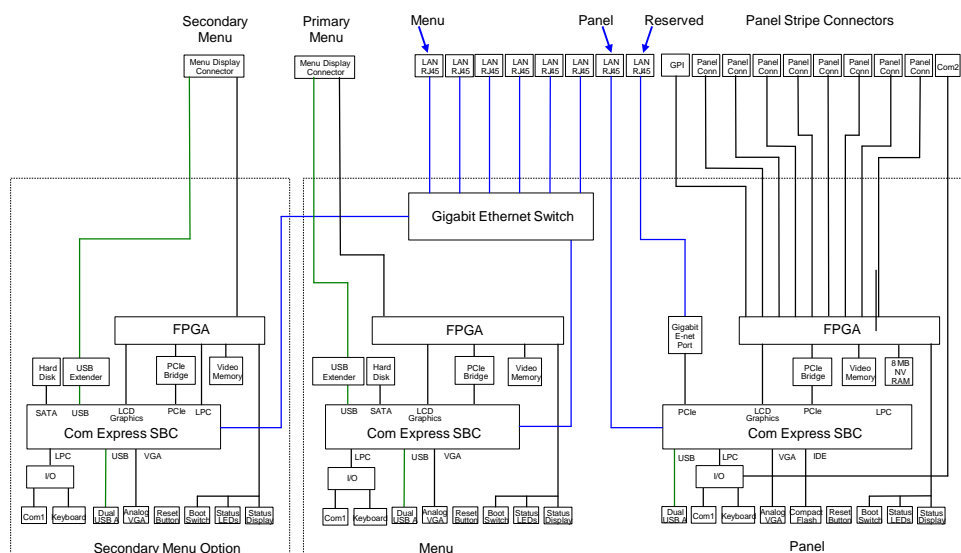 Secondary Menu
Primary Menu
Menu
Panel
Reserved
Panel Stripe Connectors
Menu Display Connector
Menu Display Connector
LAN RJ45
LAN RJ45
LAN RJ45
LAN RJ45
LAN RJ45
LAN RJ45
LAN RJ45
LAN RJ45
GPI
Panel Conn
Panel Conn
Panel Conn
Panel Conn
Panel Conn
Panel Conn
Panel Conn
Panel Conn
Com2
Gigabit Ethernet Switch
FPGA
Hard Disk
USB Extender
PCIe Bridge
Video Memory
SATA
USB
LCD Graphics
PCIe
LPC
Com Express SBC
LPC
USB
VGA
I/O
Com1
Keyboard
Dual USB A
Analog VGA
Reset Button
Boot Switch
Status LEDs
Status Display
Secondary Menu Option
FPGA
USB Extender
Hard Disk
PCIe Bridge
Video Memory
USB
SATA
LCD Graphics
PCIe
Com Express SBC
LPC
USB
VGA
I/O
Com1
Keyboard
Dual USB A
Analog VGA
Reset Button
Boot Switch
Status LEDs
Status Display
Menu
Gigabit E-net Port
FPGA
PCIe Bridge
Video Memory
8 MB NV RAM
PCIe
LCD Graphics
PCIe
LPC
Com Express SBC
USB
LPC
VGA
IDE
I/O
Dual USB A
Com1
Keyboard
Analog VGA
Compact Flash
Reset Button
Boot Switch
Status LEDs
Status Display
Panel